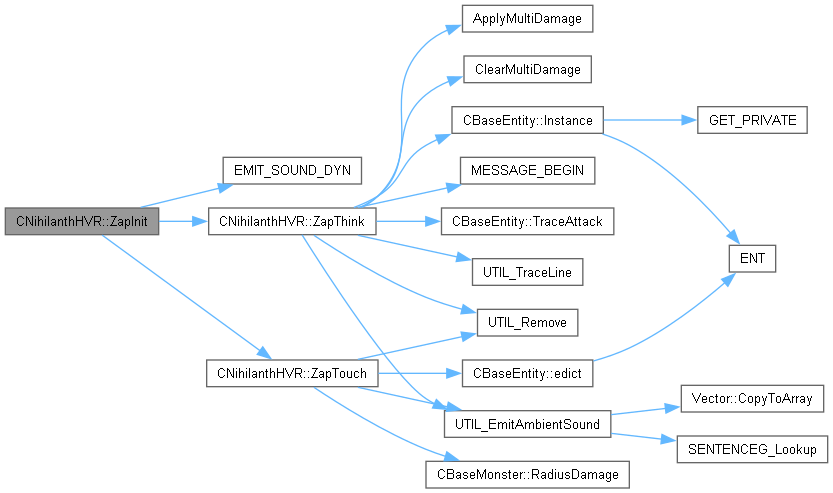 ApplyMultiDamage
ClearMultiDamage
CBaseEntity::Instance
GET_PRIVATE
EMIT_SOUND_DYN
MESSAGE_BEGIN
CNihilanthHVR::ZapInit
CNihilanthHVR::ZapThink
CBaseEntity::TraceAttack
ENT
UTIL_TraceLine
UTIL_Remove
CNihilanthHVR::ZapTouch
CBaseEntity::edict
Vector::CopyToArray
UTIL_EmitAmbientSound
SENTENCEG_Lookup
CBaseMonster::RadiusDamage